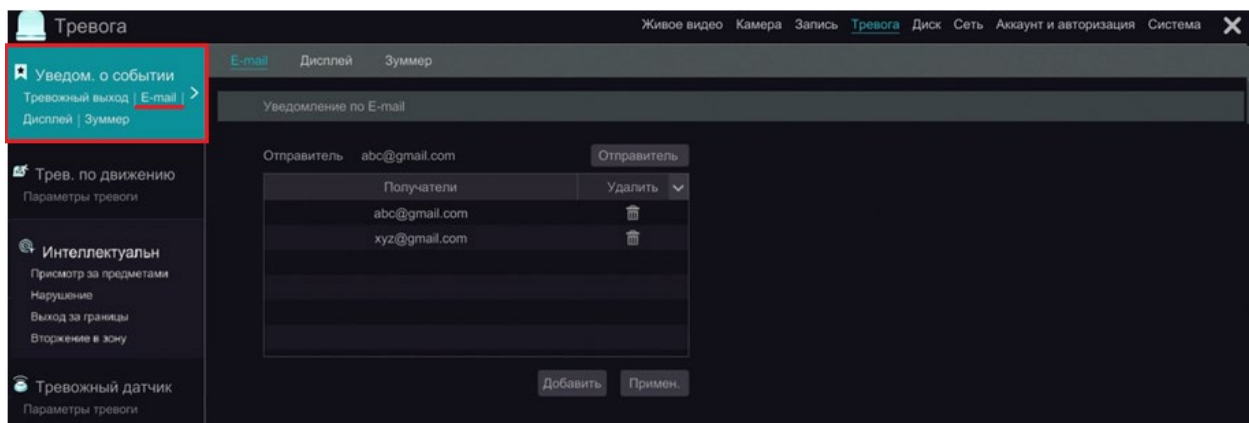 Тревога
Живое видео Камера Запись Тревога Диск Сеть Аккаунт и авторизация Система
Уведом. о событии
Тревожный выход | E-mail |
Дисплей | Зуммер
Трев. по движению
Параметры тревоги
Интеллектуальн
Присмотр за предметами
Нарушение
Выход за границы
Вторжение в зону
Тревожный датчик
Параметры тревоги
E-mail Дисплей Зуммер
Уведомление по E-mail
Отправитель abc@gmail.com Отправитель
Получатели Удалить
abc@gmail.com
xyz@gmail.com
Добавить Примен.